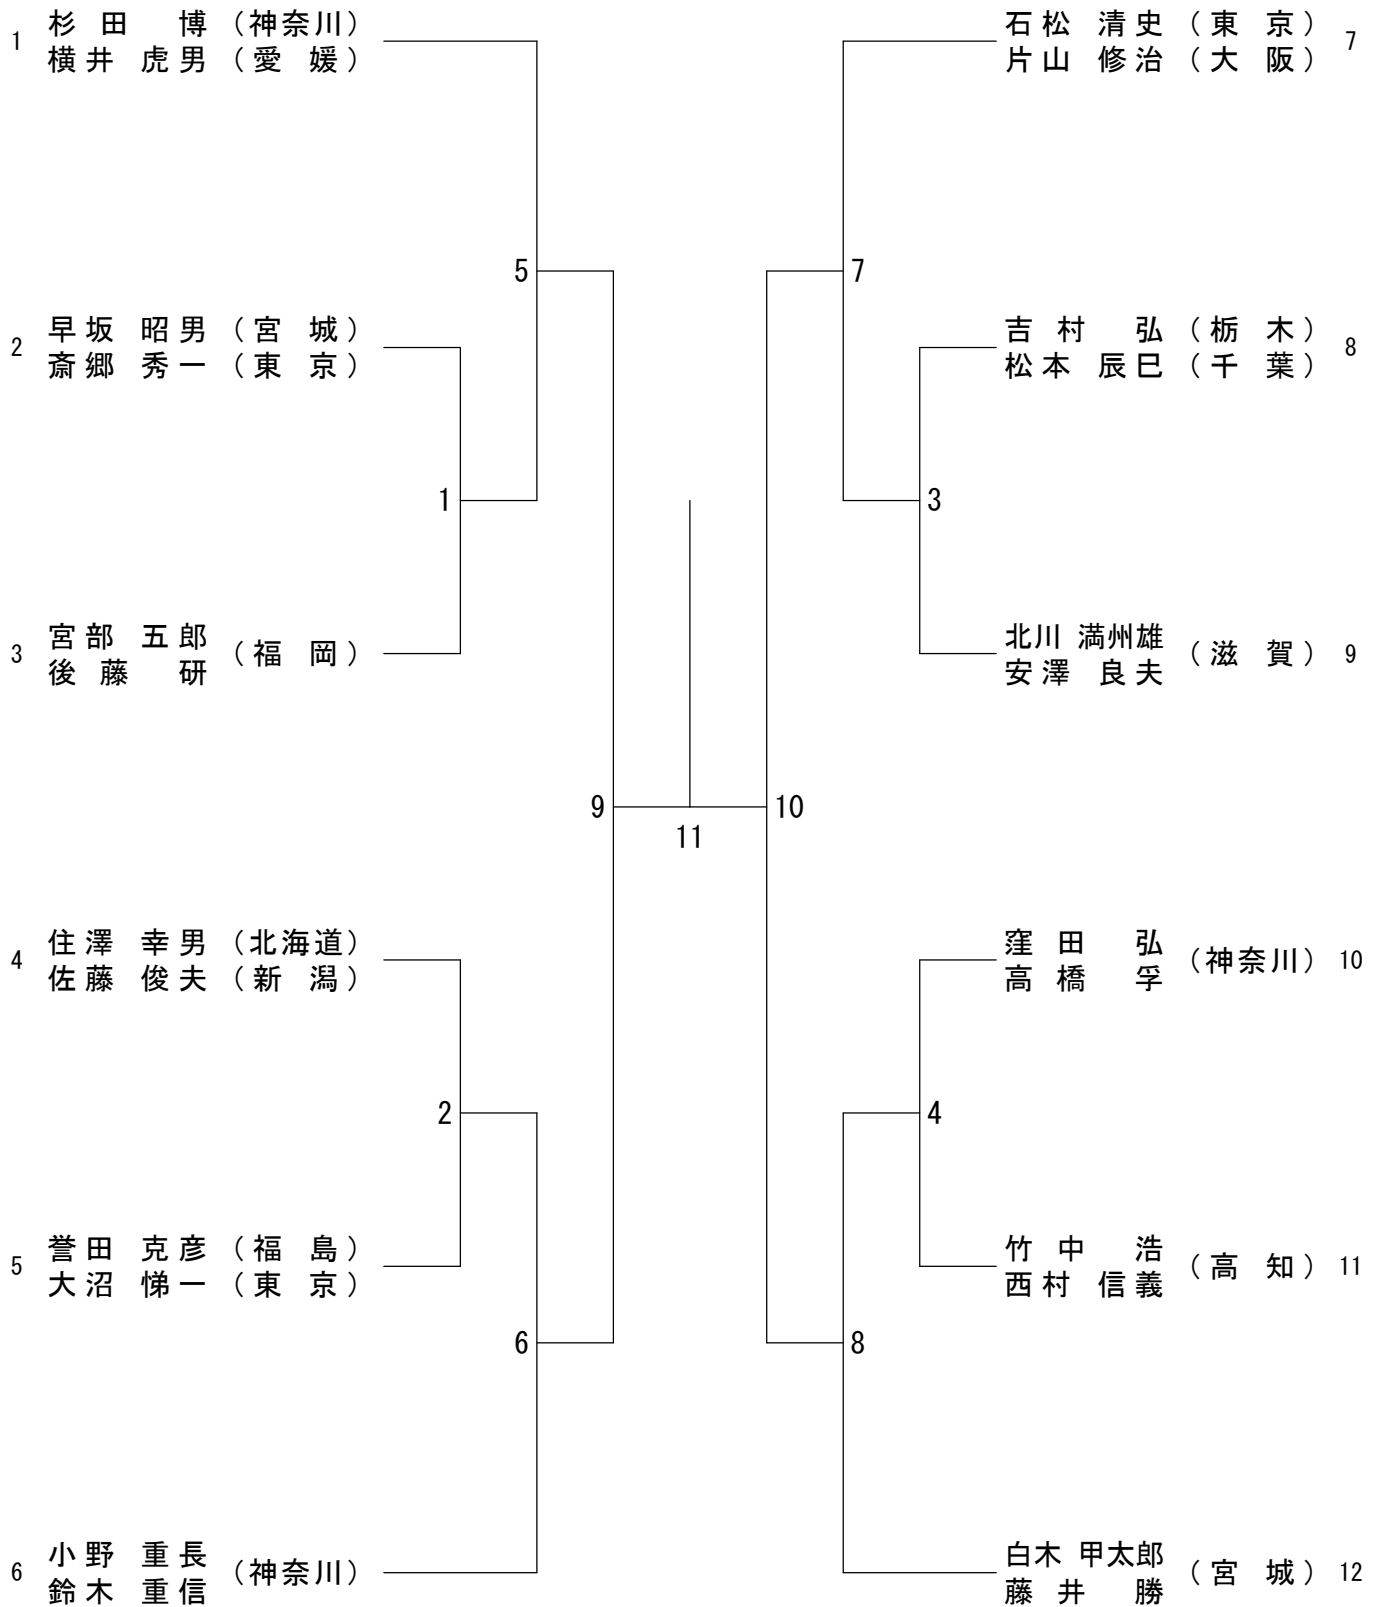 1 杉田 博 (神奈川)
横井 虎男 (愛媛)
2 早坂 昭男 (宮城)
斎郷 秀一 (東京)
3 宮部 五郎 (福岡)
後藤 研
4 住澤 幸男 (北海道)
佐藤 俊夫 (新潟)
5 誉田 克彦 (福島)
大沼 悌一 (東京)
6 小野 重長 (神奈川)
鈴木 重信
5
1
9
2
6
11
7
3
10
4
8
石松 清史 (東京) 7
片山 修治 (大阪)
吉村 弘 (栃木) 8
松本 辰巳 (千葉)
北川 満州雄 (滋賀) 9
安澤 良夫
窪田 弘 (神奈川) 10
高橋 孚
竹中 浩 (高知) 11
西村 信義
白木 甲太郎 (宮城) 12
藤井 勝